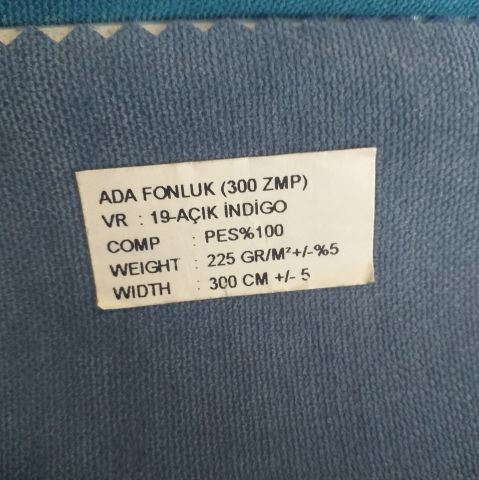 ADA FONLUK (300 ZMP)
VR : 19-AÇIK İNDİGO
COMP : PES%100
WEIGHT : 225 GR/M²+/-%5
WIDTH : 300 CM +/- 5